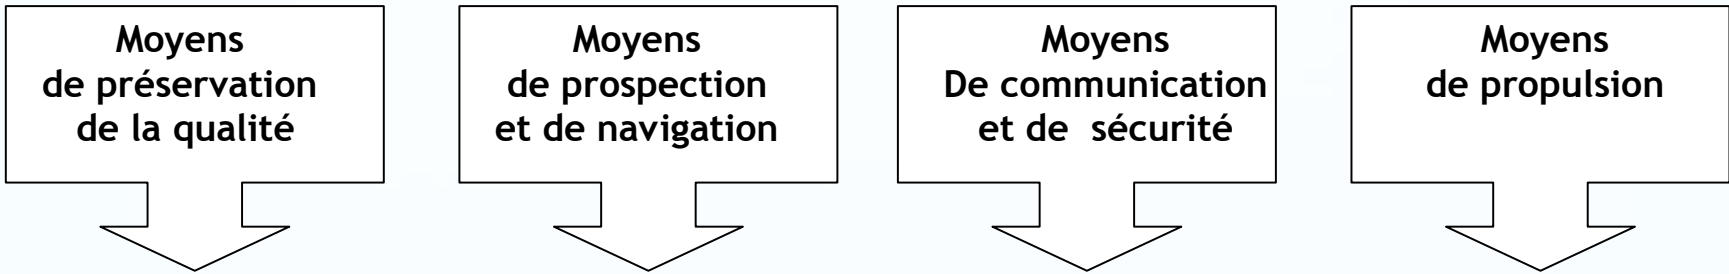 Moyens
de préservation
de la qualité
Moyens
de prospection
et de navigation
Moyens
De communication
et de sécurité
Moyens
de propulsion